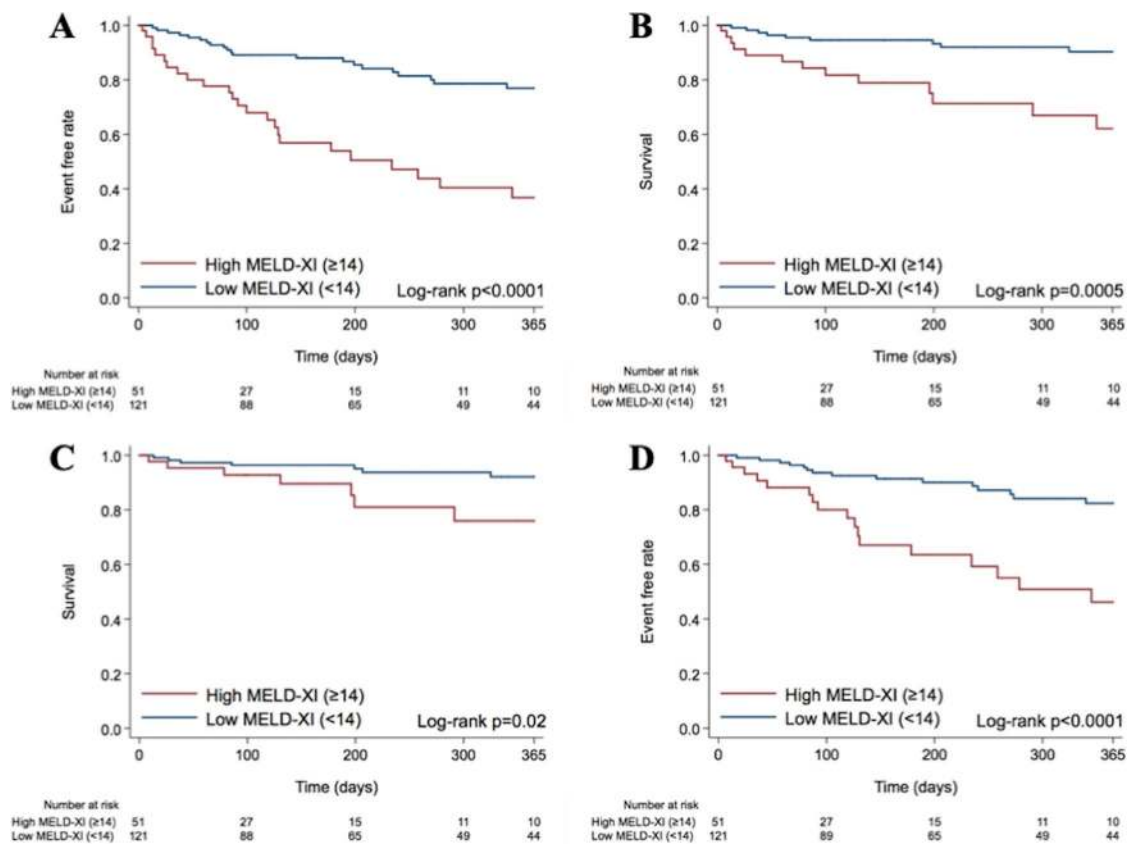 A
1.0
0.8
0.6
0.4
0.2
0.0
Event free rate
High MELD-XI (≥14)
Low MELD-XI (<14)
Log-rank p<0.0001
0 100 200 300 365
Time (days)
Number at risk
High MELD-XI (≥14) 51 27 15 11 10
Low MELD-XI (<14) 121 88 65 49 44
B
1.0
0.8
0.6
0.4
0.2
0.0
Survival
High MELD-XI (≥14)
Low MELD-XI (<14)
Log-rank p=0.0005
0 100 200 300 365
Time (days)
Number at risk
High MELD-XI (≥14) 51 27 15 11 10
Low MELD-XI (<14) 121 88 65 49 44
C
1.0
0.8
0.6
0.4
0.2
0.0
Survival
High MELD-XI (≥14)
Low MELD-XI (<14)
Log-rank p=0.02
0 100 200 300 365
Time (days)
Number at risk
High MELD-XI (≥14) 51 27 15 11 10
Low MELD-XI (<14) 121 88 65 49 44
D
1.0
0.8
0.6
0.4
0.2
0.0
Event free rate
High MELD-XI (≥14)
Low MELD-XI (<14)
Log-rank p<0.0001
0 100 200 300 365
Time (days)
Number at risk
High MELD-XI (≥14) 51 27 15 11 10
Low MELD-XI (<14) 121 89 65 49 44